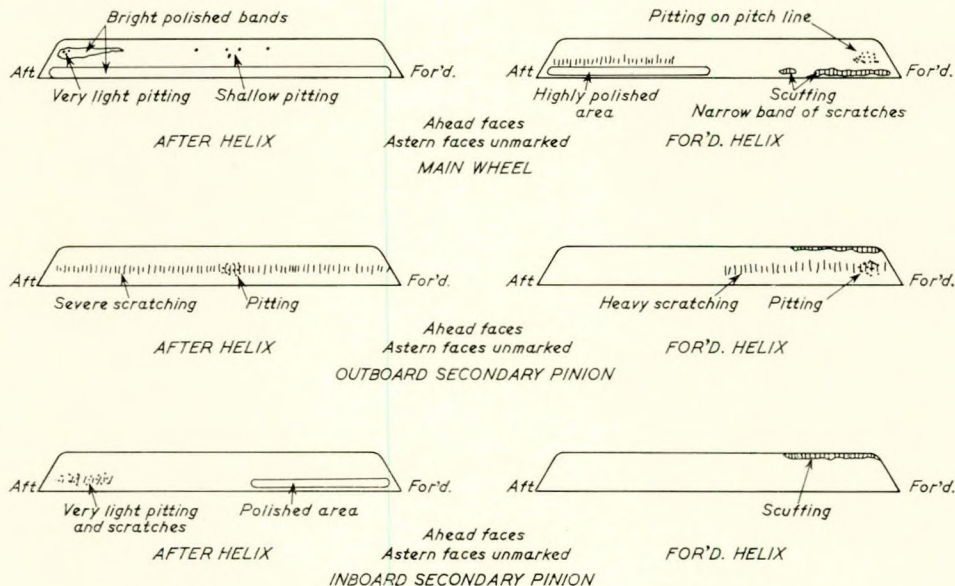 Bright polished bands
Aft
For'd.
Very light pitting
Shallow pitting
AFTER HELIX
Pitting on pitch line
Aft
For'd.
Highly polished
area
Scuffing
Narrow band of scratches
FOR'D. HELIX
Ahead faces
Astern faces unmarked
MAIN WHEEL
Aft
For'd.
Severe scratching
Pitting
AFTER HELIX
Aft
For'd.
Heavy scratching
Pitting
FOR'D. HELIX
Ahead faces
Astern faces unmarked
OUTBOARD SECONDARY PINION
Aft
For'd.
Very light pitting
and scratches
Polished area
AFTER HELIX
Aft
For'd.
Scuffing
FOR'D. HELIX
Ahead faces
Astern faces unmarked
INBOARD SECONDARY PINION